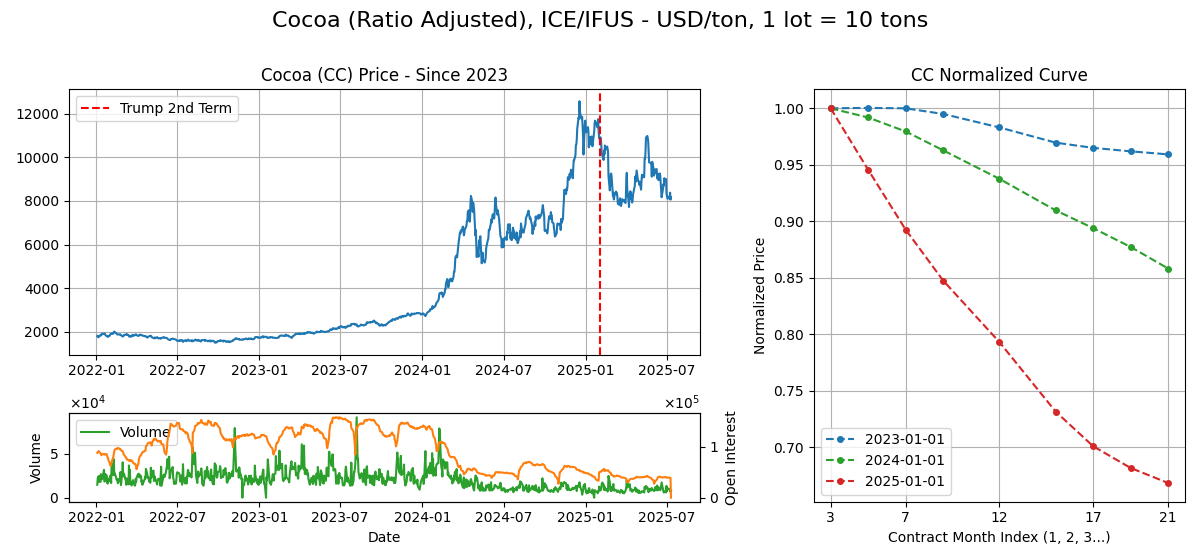 Cocoa (Ratio Adjusted), ICE/IFUS - USD/ton, 1 lot = 10 tons
Cocoa (CC) Price - Since 2023
Trump 2nd Term
12000
10000
8000
6000
4000
2000
2022-01 2022-07 2023-01 2023-07 2024-01 2024-07 2025-01 2025-07
×10⁴ ×10⁵
Volume
Volume
5
0
1
0
Open Interest
2022-01 2022-07 2023-01 2023-07 2024-01 2024-07 2025-01 2025-07
Date
CC Normalized Curve
Normalized Price
1.00
0.95
0.90
0.85
0.80
0.75
0.70
2023-01-01
2024-01-01
2025-01-01
3 7 12 17 21
Contract Month Index (1, 2, 3...)